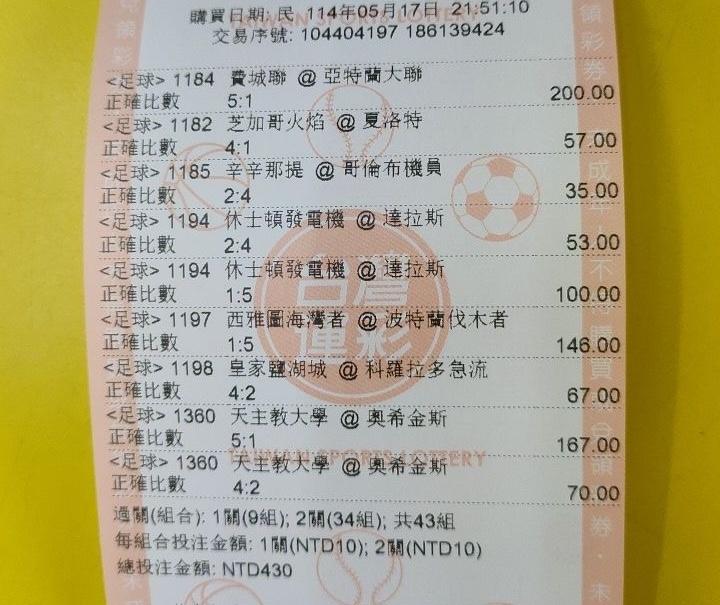 購買日期: 民 114年05月17日 21:51:10
交易序號: 104404197 186139424
<足球> 1184 費城聯 @ 亞特蘭大聯
正確比數 5:1 200.00
<足球> 1182 芝加哥火焰 @ 夏洛特
正確比數 4:1 57.00
<足球> 1185 辛辛那提 @ 哥倫布機員
正確比數 2:4 35.00
<足球> 1194 休士頓發電機 @ 達拉斯
正確比數 2:4 53.00
<足球> 1194 休士頓發電機 @ 達拉斯
正確比數 1:5 100.00
<足球> 1197 西雅圖海灣者 @ 波特蘭伐木者
正確比數 1:5 146.00
<足球> 1198 皇家鹽湖城 @ 科羅拉多急流
正確比數 4:2 67.00
<足球> 1360 天主教大學 @ 奧希金斯
正確比數 5:1 167.00
<足球> 1360 天主教大學 @ 奧希金斯
正確比數 4:2 70.00
TAIWAN SPORTS LOTTERY
過關(組合): 1關(9組); 2關(34組); 共43組
每組合投注金額: 1關(NTD10); 2關(NTD10)
總投注金額: NTD430